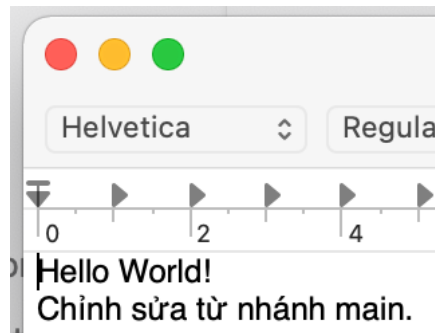 Helvetica Regula
0 2 4
Hello World!
Chỉnh sửa từ nhánh main.